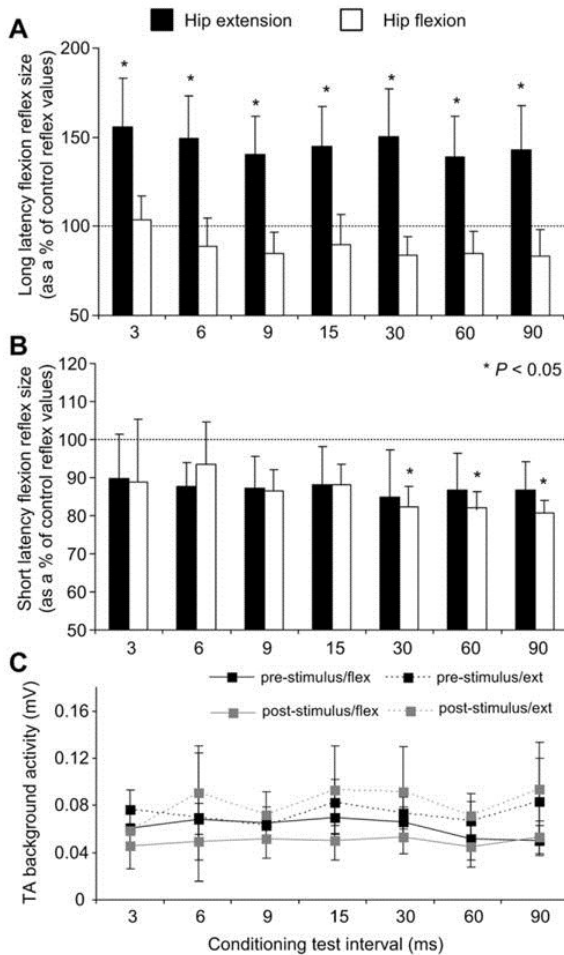 A
Hip extension
Hip flexion
Long latency flexion reflex size
(as a % of control reflex values)
200
150
100
50
* * * * * * *
3 6 9 15 30 60 90
B
Short latency flexion reflex size
(as a % of control reflex values)
120
110
100
90
80
70
60
50
* P < 0.05
* * *
3 6 9 15 30 60 90
C
TA background activity (mV)
pre-stimulus/flex
pre-stimulus/ext
post-stimulus/flex
post-stimulus/ext
0.16
0.12
0.08
0.04
0
3 6 9 15 30 60 90
Conditioning test interval (ms)